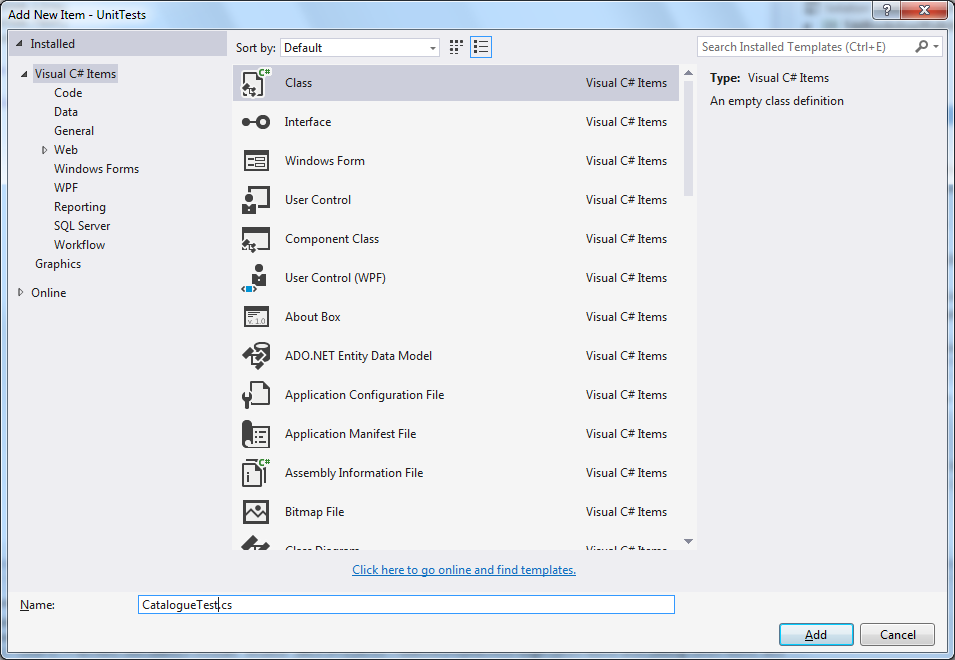 Add New Item - UnitTests
Installed
Sort by: Default
Search Installed Templates (Ctrl+E)
Visual C# Items
Code
Data
General
Web
Windows Forms
WPF
Reporting
SQL Server
Workflow
Graphics
Online
Class Visual C# Items
Interface Visual C# Items
Windows Form Visual C# Items
User Control Visual C# Items
Component Class Visual C# Items
User Control (WPF) Visual C# Items
About Box Visual C# Items
ADO.NET Entity Data Model Visual C# Items
Application Configuration File Visual C# Items
Application Manifest File Visual C# Items
Assembly Information File Visual C# Items
Bitmap File Visual C# Items
Class Diagram Visual C# Items
Type: Visual C# Items
An empty class definition
Click here to go online and find templates.
Name: CatalogueTest.cs
Add Cancel